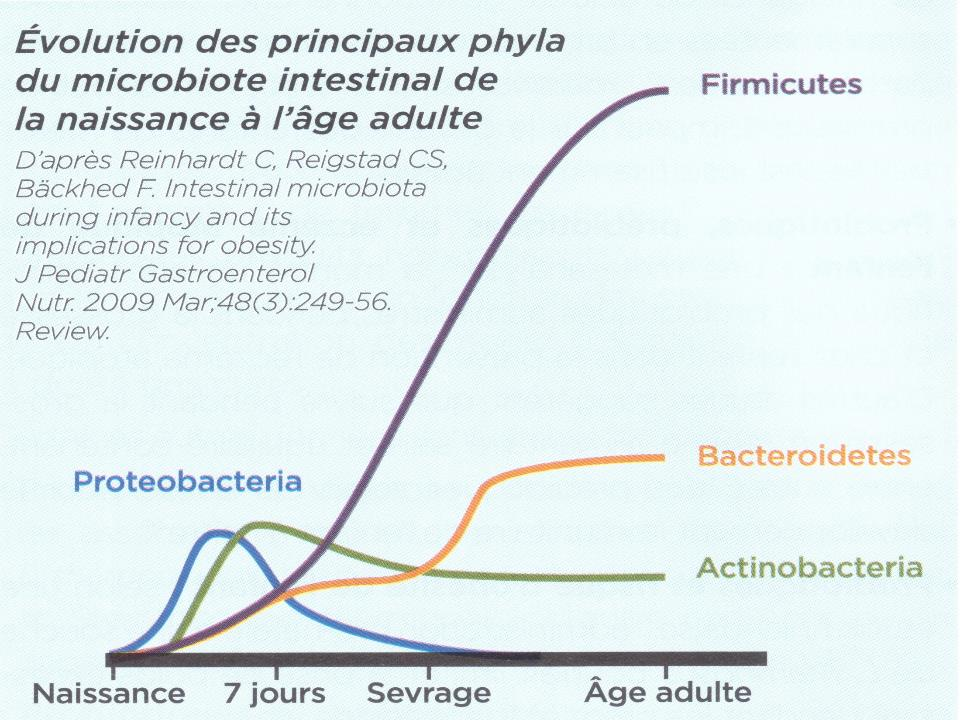 Évolution des principaux phyla
du microbiote intestinal de
la naissance à l'âge adulte
D'après Reinhardt C, Reigstad CS,
Bäckhed F. Intestinal microbiota
during infancy and its
implications for obesity.
J Pediatr Gastroenterol
Nutr. 2009 Mar;48(3):249-56.
Review.
Firmicutes
Bacteroidetes
Proteobacteria
Actinobacteria
Naissance 7 jours Sevrage Âge adulte